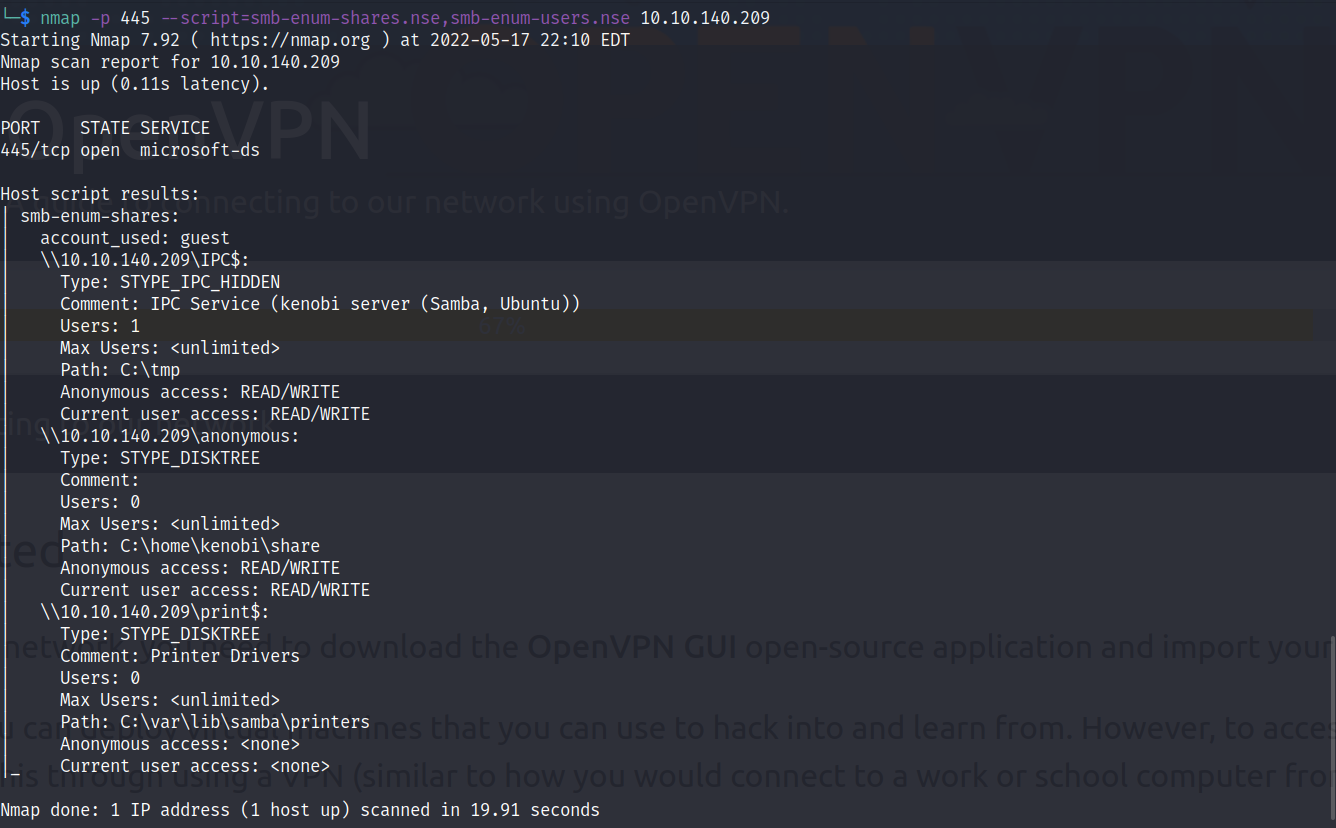 └─$ nmap -p 445 --script=smb-enum-shares.nse,smb-enum-users.nse 10.10.140.209
Starting Nmap 7.92 ( https://nmap.org ) at 2022-05-17 22:10 EDT
Nmap scan report for 10.10.140.209
Host is up (0.11s latency).
OpenVPN
PORT    STATE SERVICE
445/tcp open  microsoft-ds
Host script results:
connecting to our network using OpenVPN.
| smb-enum-shares:
|   account_used: guest
|   \\10.10.140.209\IPC$:
|     Type: STYPE_IPC_HIDDEN
|     Comment: IPC Service (kenobi server (Samba, Ubuntu))
|     Users: 1
67%
|     Max Users: <unlimited>
|     Path: C:\tmp
|     Anonymous access: READ/WRITE
|     Current user access: READ/WRITE
|   \\10.10.140.209\anonymous:
|     Type: STYPE_DISKTREE
|     Comment:
|     Users: 0
|     Max Users: <unlimited>
|     Path: C:\home\kenobi\share
|     Anonymous access: READ/WRITE
|     Current user access: READ/WRITE
|   \\10.10.140.209\print$:
|     Type: STYPE_DISKTREE
network, you need to download the OpenVPN GUI open-source application and import your
|     Comment: Printer Drivers
|     Users: 0
|     Max Users: <unlimited>
|     Path: C:\var\lib\samba\printers
can deploy virtual machines that you can use to hack into and learn from. However, to
|     Anonymous access: <none>
|_    Current user access: <none>
this through using a VPN (similar to how you would connect to a work or school computer
Nmap done: 1 IP address (1 host up) scanned in 19.91 seconds